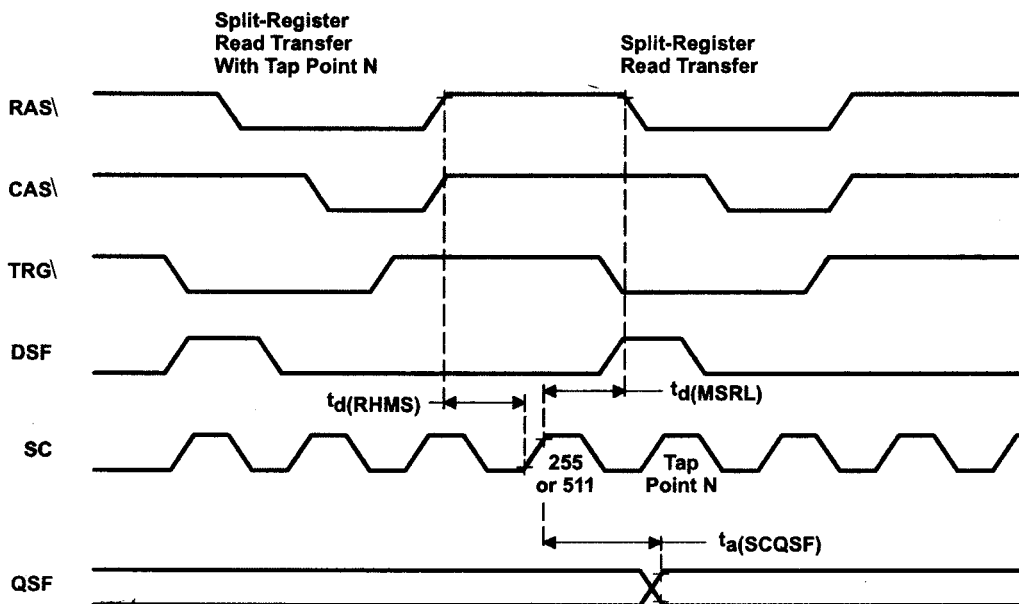 Split-Register
Read Transfer
With Tap Point N
Split-Register
Read Transfer
RAS\
CAS\
TRG\
DSF
td(RHMS)
td(MSRL)
SC
255
or 511
Tap
Point N
ta(SCQSF)
QSF